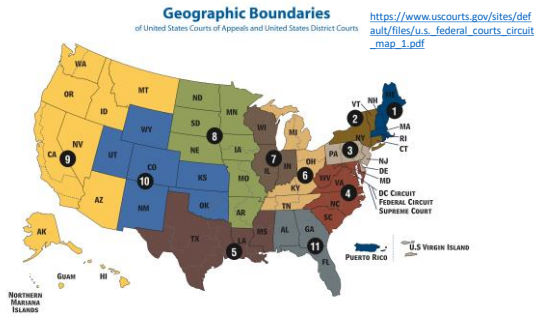 Geographic Boundaries
of United States Courts of Appeals and United States District Courts
https://www.uscourts.gov/sites/def
ault/files/u.s._federal_courts_circuit
_map_1.pdf
WA
MT
ND
MN
VT
NH
ME
1
OR
ID
SD
8
WI
MI
2
NY
MA
RI
CT
WY
NE
IA
7
PA
3
NJ
DE
MD
DC CIRCUIT
FEDERAL CIRCUIT
SUPREME COURT
CA
9
NV
UT
CO
10
KS
MO
IL
IN
OH
6
WV
VA
4
KY
AZ
NM
OK
AR
TN
NC
SC
TX
LA
5
MS
AL
GA
11
FL
AK
HI
GUAM
NORTHERN
MARIANA
ISLANDS
PUERTO RICO
U.S VIRGIN ISLAND